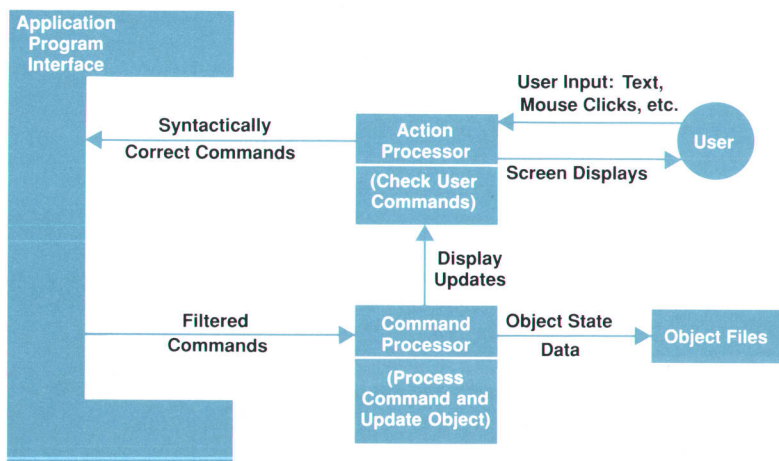 Application
Program
Interface
User Input: Text,
Mouse Clicks, etc.
Syntactically
Correct Commands
Action
Processor
(Check User
Commands)
User
Screen Displays
Display
Updates
Filtered
Commands
Command
Processor
(Process
Command and
Update Object)
Object State
Data
Object Files